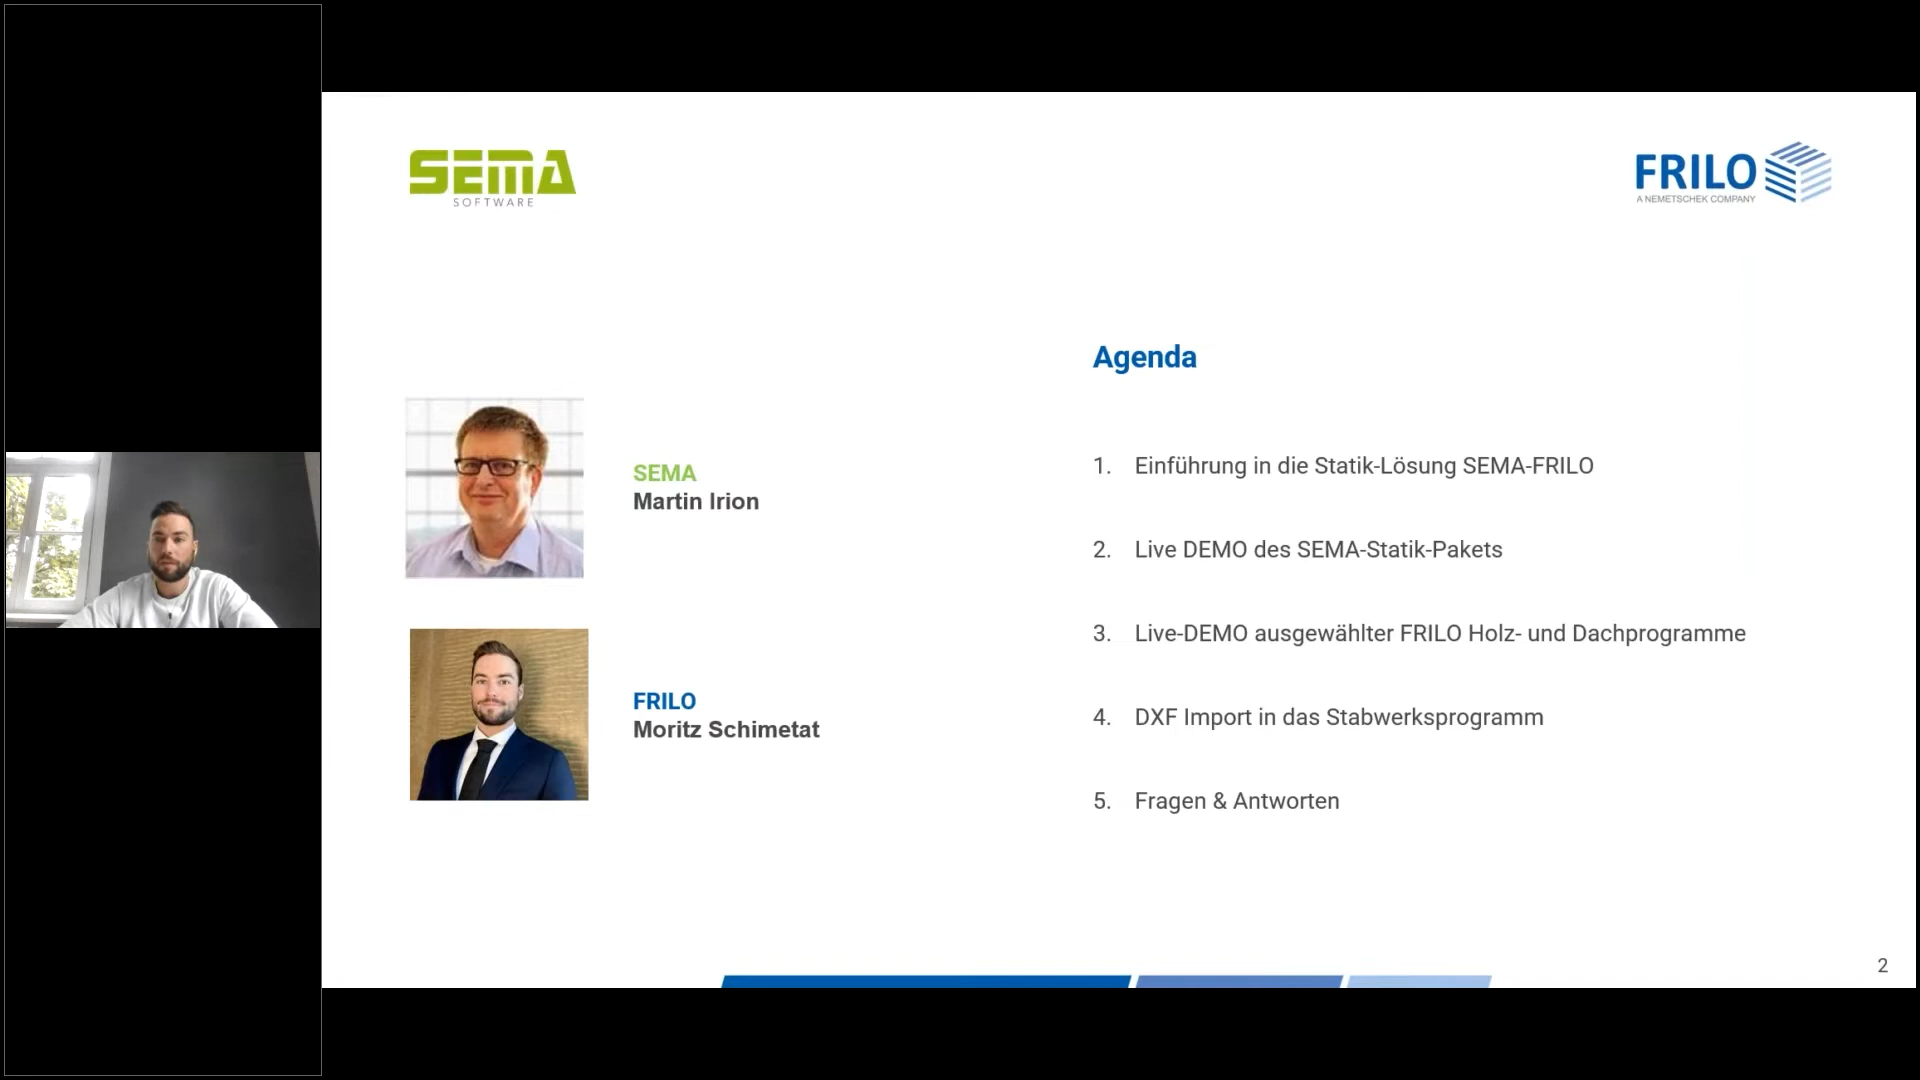 SEMA
SOFTWARE
FRILO
A NEMETSCHEK COMPANY
SEMA
Martin Irion
FRILO
Moritz Schimetat
Agenda
1. Einführung in die Statik-Lösung SEMA-FRILO
2. Live DEMO des SEMA-Statik-Pakets
3. Live-DEMO ausgewählter FRILO Holz- und Dachprogramme
4. DXF Import in das Stabwerksprogramm
5. Fragen & Antworten
2